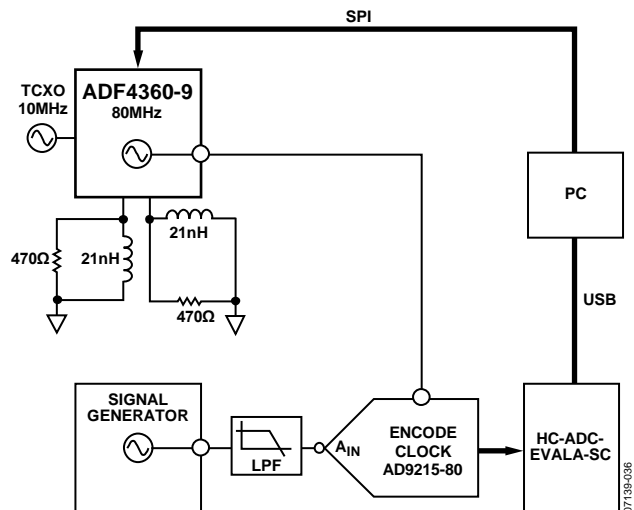 SPI
TCXO
10MHz
ADF4360-9
80MHz
PC
21nH
470Ω
21nH
470Ω
USB
SIGNAL
GENERATOR
LPF
AIN
ENCODE
CLOCK
AD9215-80
HC-ADC-
EVALA-SC
07139-036